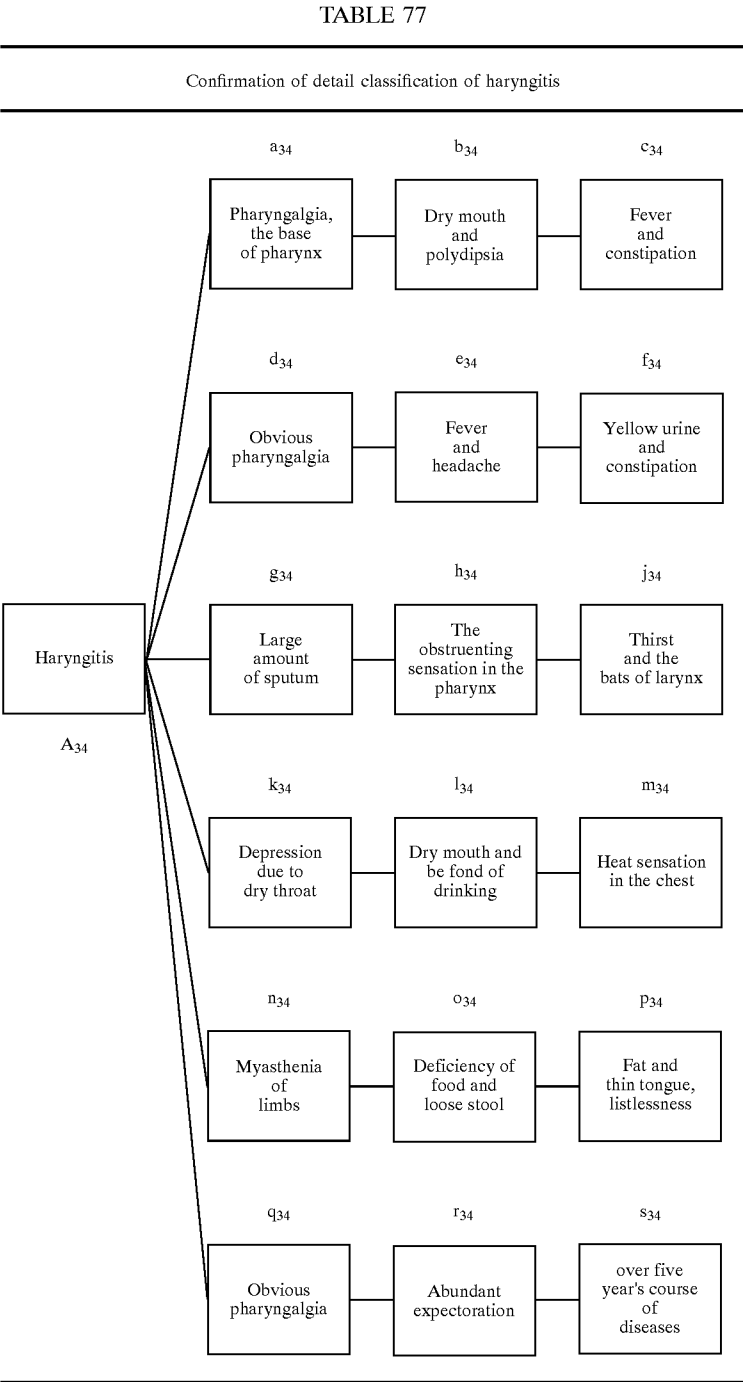 TABLE 77
Confirmation of detail classification of haryngitis
a34 b34 c34
Pharyngalgia,
the base
of pharynx
Dry mouth
and
polydipsia
Fever
and
constipation
d34 e34 f34
Obvious
pharyngalgia
Fever
and
headache
Yellow urine
and
constipation
g34 h34 j34
Haryngitis
A34
Large
amount
of sputum
The
obstruenting
sensation in the
pharynx
Thirst
and the
bats of larynx
k34 l34 m34
Depression
due to
dry throat
Dry mouth and
be fond of
drinking
Heat sensation
in the chest
n34 o34 p34
Myasthenia
of
limbs
Deficiency of
food and
loose stool
Fat and
thin tongue,
listlessness
q34 r34 s34
Obvious
pharyngalgia
Abundant
expectoration
over five
year's course
of
diseases